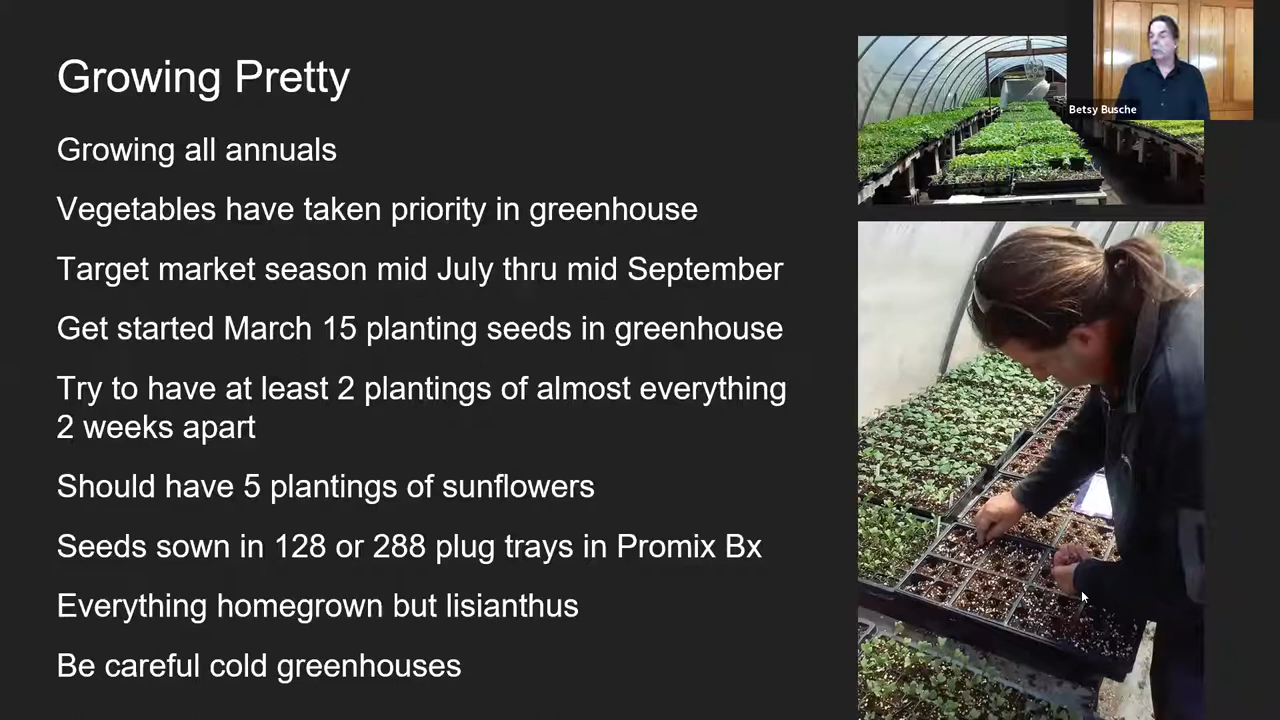 Growing Pretty
Betsy Busche
Growing all annuals
Vegetables have taken priority in greenhouse
Target market season mid July thru mid September
Get started March 15 planting seeds in greenhouse
Try to have at least 2 plantings of almost everything
2 weeks apart
Should have 5 plantings of sunflowers
Seeds sown in 128 or 288 plug trays in Promix Bx
Everything homegrown but lisianthus
Be careful cold greenhouses